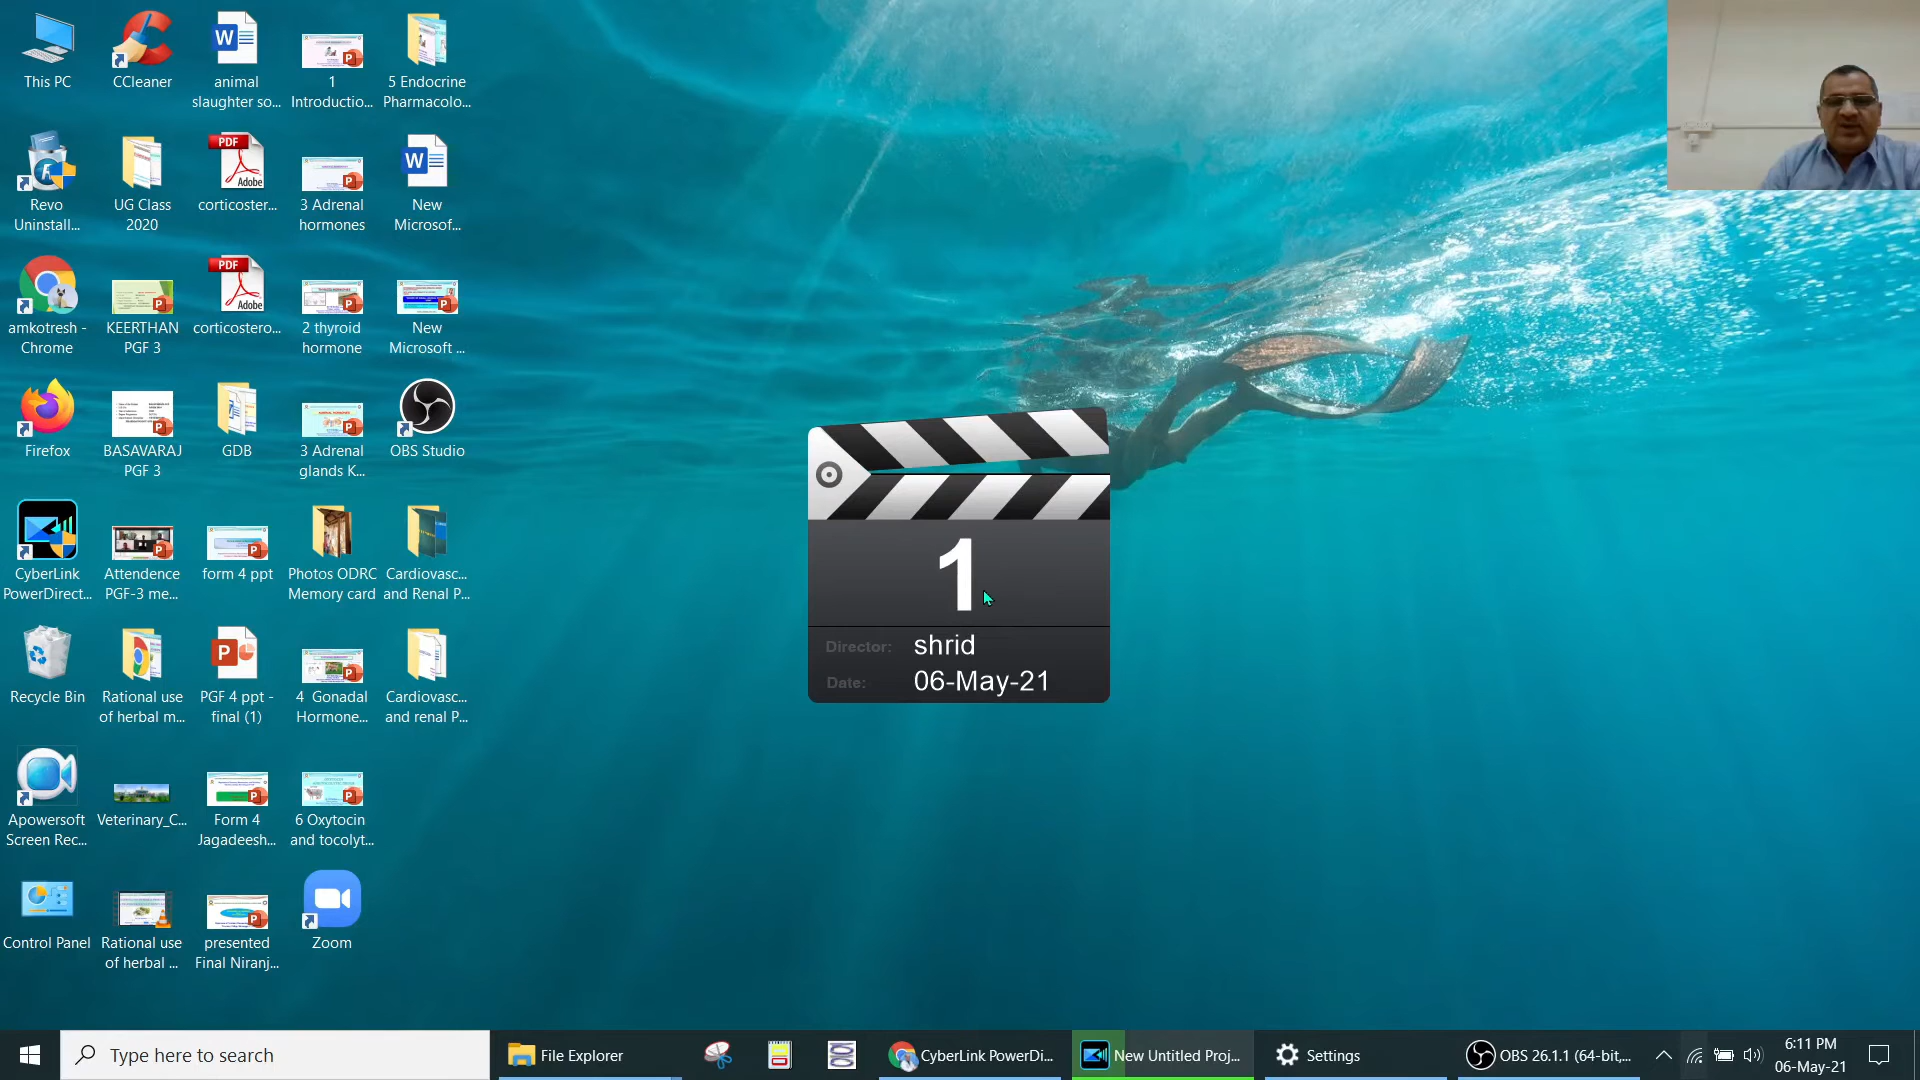 This PC
CCleaner
animal
slaughter so...
1
Introductio...
5 Endocrine
Pharmacolo...
Revo
Uninstall...
UG Class
2020
PDF
Adobe
corticoster...
3 Adrenal
hormones
New
Microsof...
amkotresh -
Chrome
KEERTHAN
PGF 3
PDF
Adobe
corticostero...
2 thyroid
hormone
New
Microsoft ...
Firefox
BASAVARAJ
PGF 3
GDB
3 Adrenal
glands K...
OBS Studio
CyberLink
PowerDirect...
Attendence
PGF-3 me...
form 4 ppt
Photos ODRC
Memory card
Cardiovasc...
and Renal P...
Recycle Bin
Rational use
of herbal m...
PGF 4 ppt -
final (1)
4 Gonadal
Hormone...
Cardiovasc...
and renal P...
Apowersoft
Screen Rec...
Veterinary_C...
Form 4
Jagadeesh...
6 Oxytocin
and tocolyt...
Control Panel
Rational use
of herbal ...
presented
Final Niranj...
Zoom
1
Director: shrid
Date: 06-May-21
Type here to search
File Explorer
CyberLink PowerDi...
New Untitled Proj...
Settings
OBS 26.1.1 (64-bit,...
6:11 PM
06-May-21